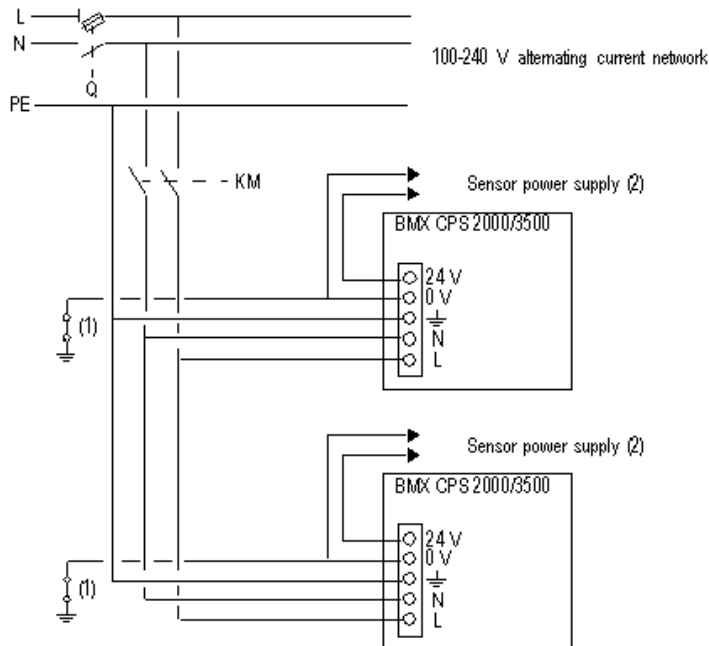 L
N
100-240 V alternating current network
Q
PE
KM
Sensor power supply (2)
BMX CPS 2000/3500
24 V
0 V
(1)
N
L
Sensor power supply (2)
BMX CPS 2000/3500
24 V
0 V
(1)
N
L